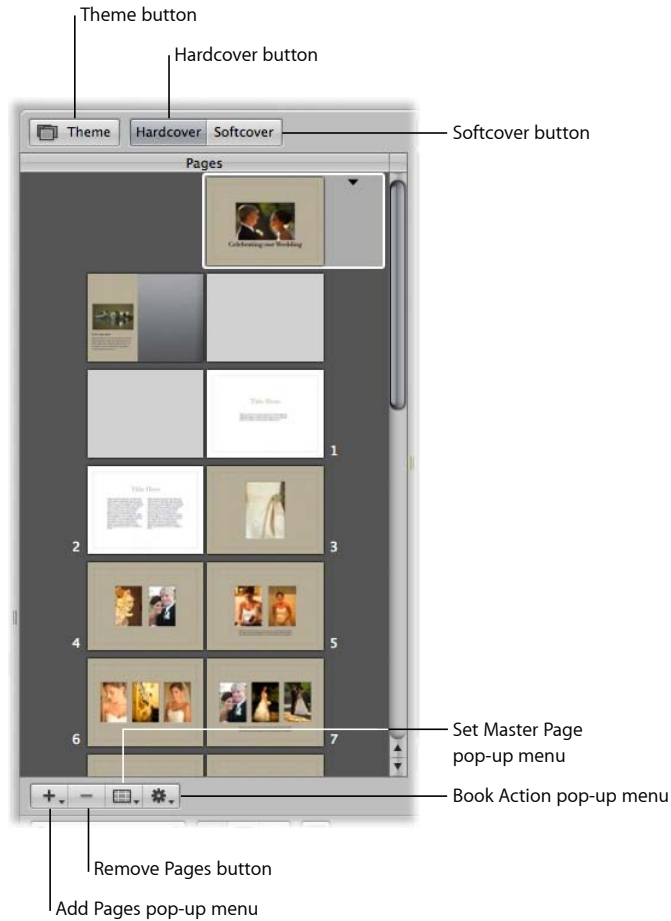 Theme button
Hardcover button
Theme
Hardcover
Softcover
Softcover button
Pages
Celebrating our Wedding
Title Here
1
Title Here
2
3
4
5
6
7
Set Master Page
pop-up menu
Book Action pop-up menu
Remove Pages button
Add Pages pop-up menu